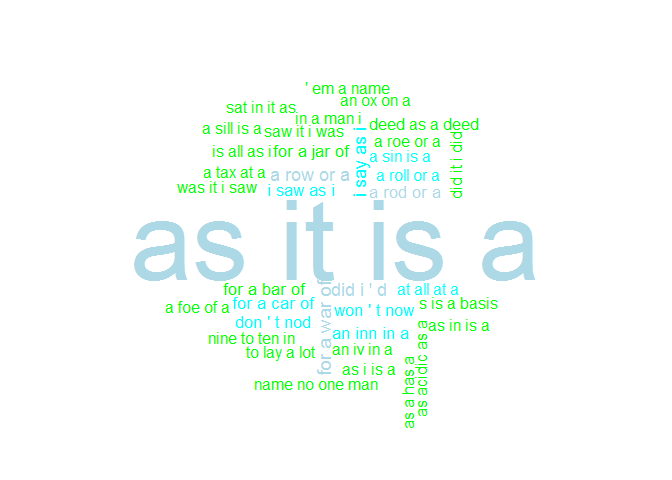 ' em a name
an ox on a
sat in it as
in a man i
deed as a deed
a sill is a
saw it i was
i say as i
a roe or a
did it i did
is all as i
for a jar of
a sin is a
a tax at a
a row or a
a roll or a
was it i saw
i saw as i
a rod or a
as it is a
for a bar of
for a war of
did i ' d
at all at a
a foe of a
for a car of
won ' t now
s is a basis
don ' t nod
as in is a
nine to ten in
an inn in a
to lay a lot
an iv in a
as i is a
as a has a
as acidic as a
name no one man